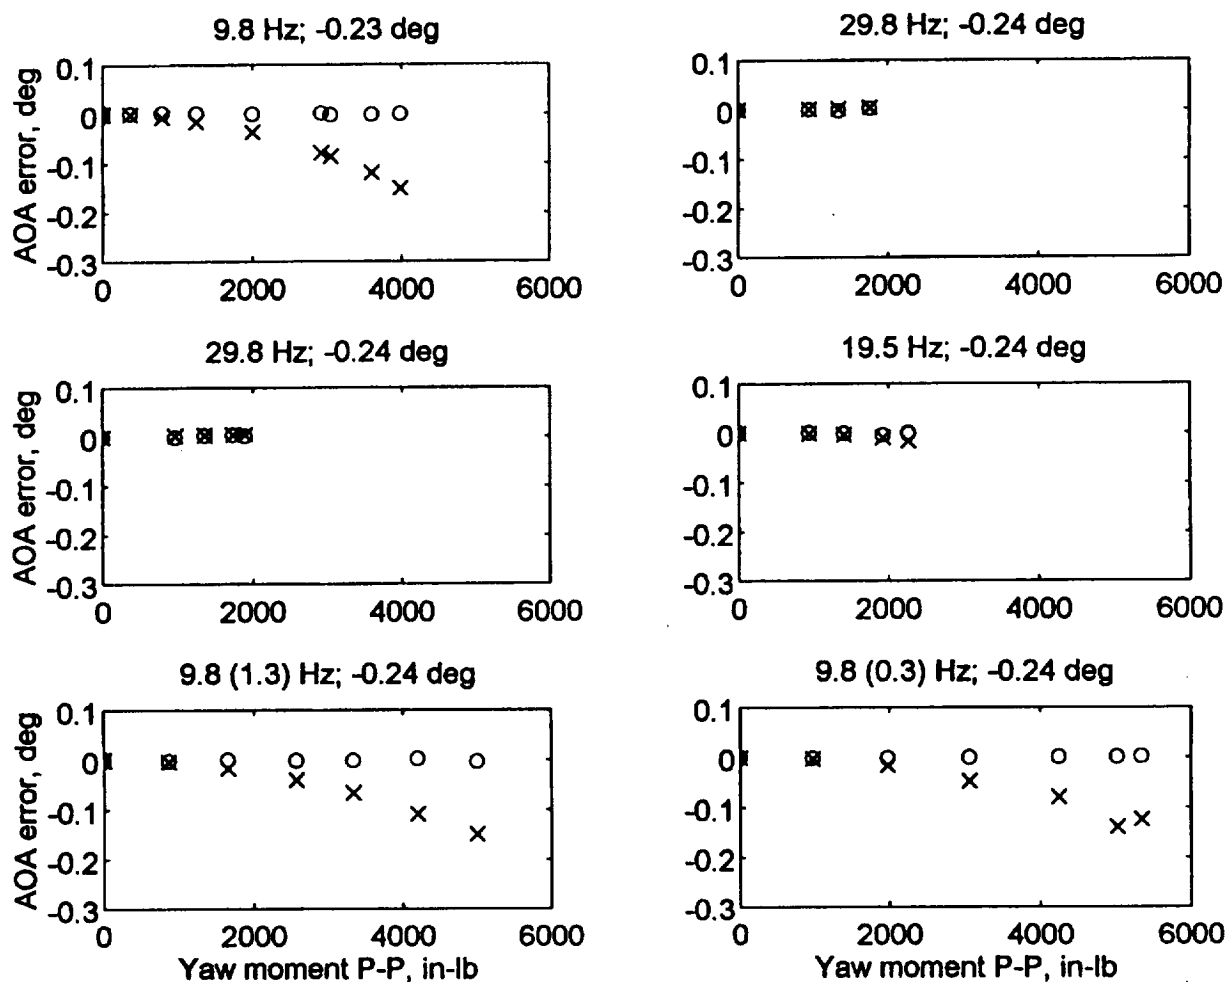 9.8 Hz; -0.23 deg
AOA error, deg
0.1
0
-0.1
-0.2
-0.3
0 2000 4000 6000
29.8 Hz; -0.24 deg
0.1
0
-0.1
-0.2
-0.3
0 2000 4000 6000
29.8 Hz; -0.24 deg
AOA error, deg
0.1
0
-0.1
-0.2
-0.3
0 2000 4000 6000
19.5 Hz; -0.24 deg
0.1
0
-0.1
-0.2
-0.3
0 2000 4000 6000
9.8 (1.3) Hz; -0.24 deg
AOA error, deg
0.1
0
-0.1
-0.2
-0.3
0 2000 4000 6000
Yaw moment P-P, in-lb
9.8 (0.3) Hz; -0.24 deg
0.1
0
-0.1
-0.2
-0.3
0 2000 4000 6000
Yaw moment P-P, in-lb